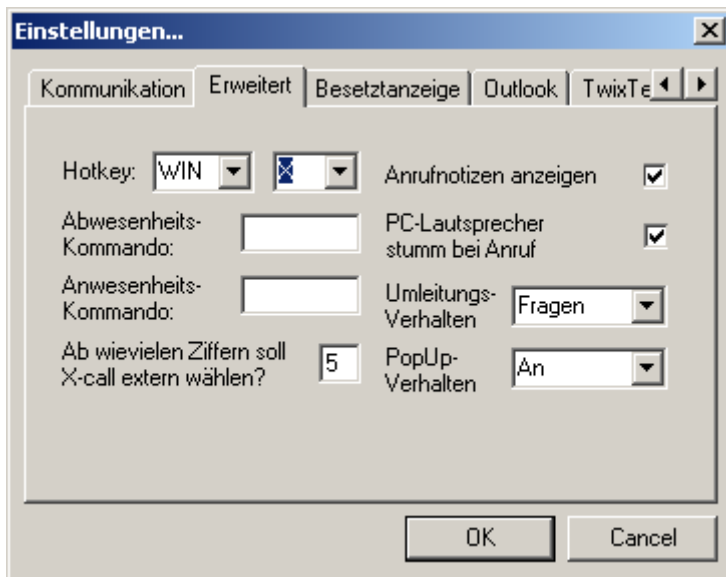 Einstellungen...
Kommunikation Erweitert Besetztanzeige Outlook
Hotkey: WIN X
Abwesenheits-
Kommando:
Anwesenheits-
Kommando:
Ab wievielen Ziffern soll
X-call extern wählen? 5
Anrufnotizen anzeigen
PC-Lautsprecher
stumm bei Anruf
Umleitungs-
Verhalten Fragen
PopUp-
Verhalten An
OK Cancel